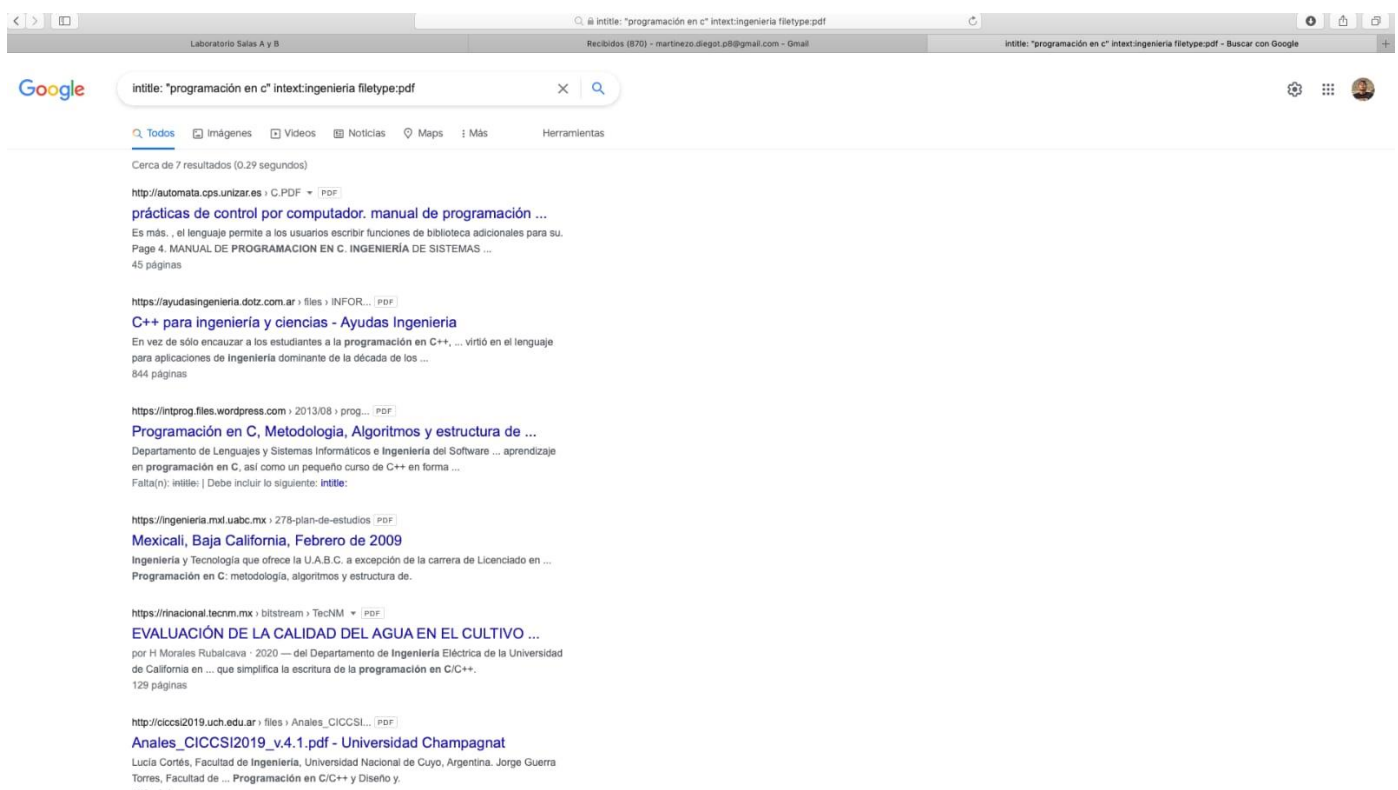 intitle: "programación en c" intext:ingenieria filetype:pdf
Laboratorio Salas A y B
Recibidos (870) - martinezo.diegot.p8@gmail.com - Gmail
intitle: "programación en c" intext:ingenieria filetype:pdf - Buscar con Google
Google
intitle: "programación en c" intext:ingenieria filetype:pdf
Todos Imágenes Videos Noticias Maps Más Herramientas
Cerca de 7 resultados (0.29 segundos)
http://automata.cps.unizar.es › C.PDF PDF
prácticas de control por computador. manual de programación ...
Es más. , el lenguaje permite a los usuarios escribir funciones de biblioteca adicionales para su.
Page 4. MANUAL DE PROGRAMACION EN C. INGENIERÍA DE SISTEMAS ...
45 páginas
https://ayudasingenieria.dotz.com.ar › files › INFOR... PDF
C++ para ingeniería y ciencias - Ayudas Ingenieria
En vez de sólo encauzar a los estudiantes a la programación en C++, ... virtió en el lenguaje
para aplicaciones de ingeniería dominante de la década de los ...
844 páginas
https://intprog.files.wordpress.com › 2013/08 › prog... PDF
Programación en C, Metodologia, Algoritmos y estructura de ...
Departamento de Lenguajes y Sistemas Informáticos e Ingeniería del Software ... aprendizaje
en programación en C, así como un pequeño curso de C++ en forma ...
Falta(n): intitle: | Debe incluir lo siguiente: intitle:
https://ingenieria.mxl.uabc.mx › 278-plan-de-estudios PDF
Mexicali, Baja California, Febrero de 2009
Ingeniería y Tecnología que ofrece la U.A.B.C. a excepción de la carrera de Licenciado en ...
Programación en C: metodología, algoritmos y estructura de.
https://rinacional.tecnm.mx › bitstream › TecNM PDF
EVALUACIÓN DE LA CALIDAD DEL AGUA EN EL CULTIVO ...
por H Morales Rubalcava · 2020 — del Departamento de Ingeniería Eléctrica de la Universidad
de California en ... que simplifica la escritura de la programación en C/C++.
129 páginas
http://ciccsi2019.uch.edu.ar › files › Anales_CICCSI... PDF
Anales_CICCSI2019_v.4.1.pdf - Universidad Champagnat
Lucía Cortés, Facultad de Ingeniería, Universidad Nacional de Cuyo, Argentina. Jorge Guerra
Torres, Facultad de ... Programación en C/C++ y Diseño y.